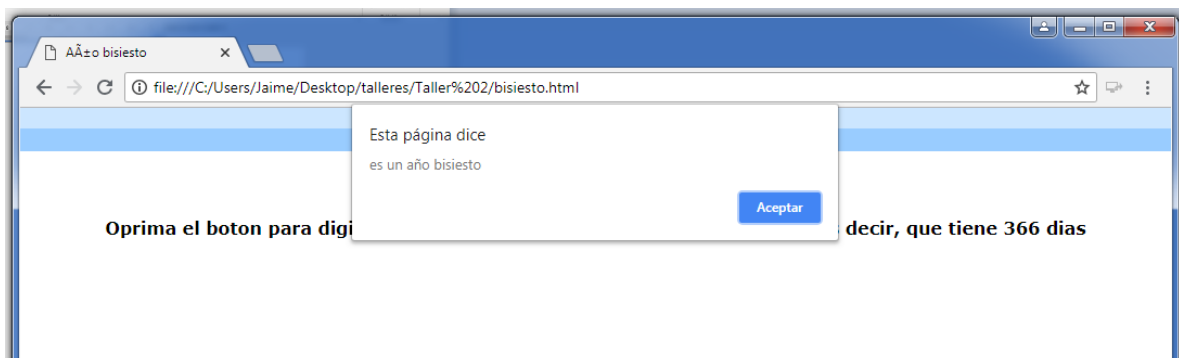 AÃ±o bisiesto
file:///C:/Users/Jaime/Desktop/talleres/Taller%202/bisiesto.html
Esta página dice
es un año bisiesto
Aceptar
Oprima el boton para digi decir, que tiene 366 dias